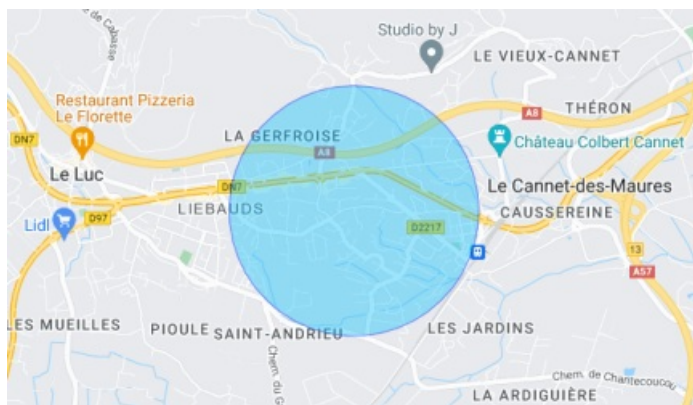 de Cabasse
Studio by J
LE VIEUX-CANNET
Restaurant Pizzeria
Le Florette
A8
THÉRON
DN7
LA GERFROISE
A8
Château Colbert Cannet
Le Luc
DN7
Le Cannet-des-Maures
LIEBAUDS
CAUSSEREINE
Lidl
D97
D2217
13
A57
LES MUEILLES
PIOULE
SAINT-ANDRIEU
LES JARDINS
Chem. du G
Chem. de Chantecoucou
LA ARDIGUIÈRE